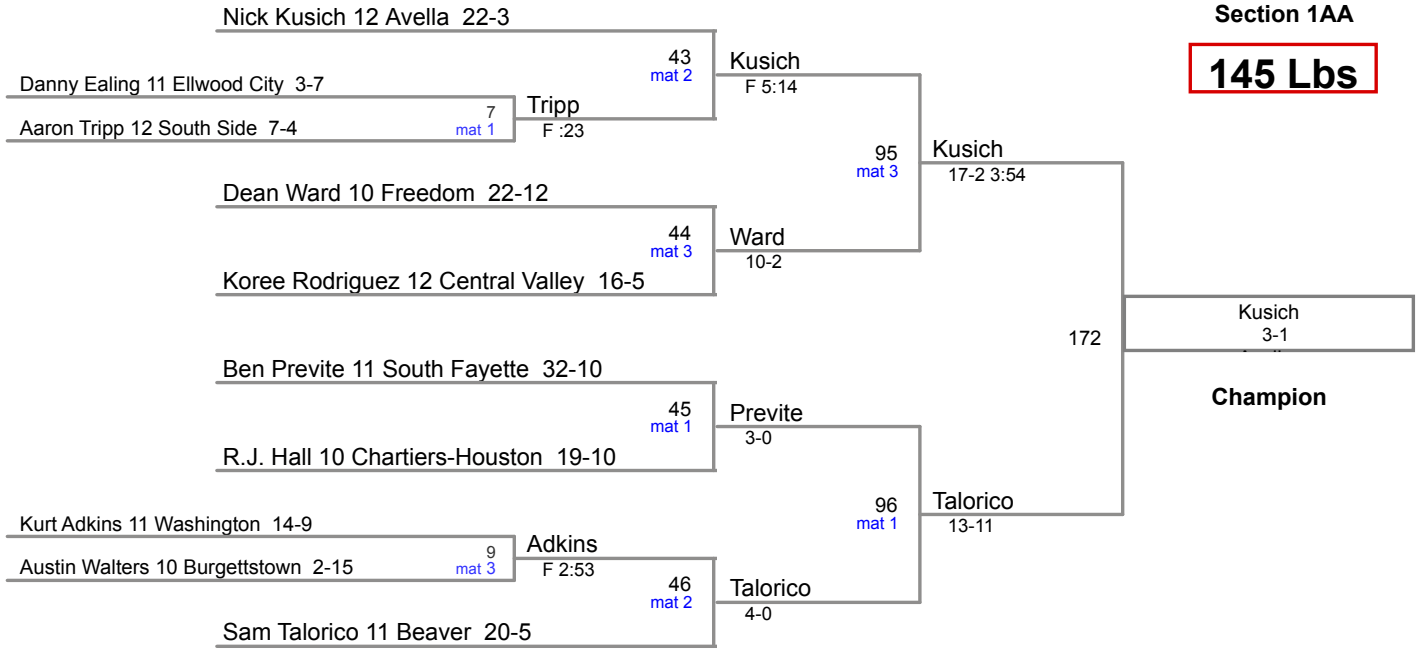 Section 1AA
145 Lbs
Nick Kusich 12 Avella 22-3
43
mat 2
Kusich
F 5:14
Danny Ealing 11 Ellwood City 3-7
7
mat 1
Tripp
F :23
Aaron Tripp 12 South Side 7-4
95
mat 3
Kusich
17-2 3:54
Dean Ward 10 Freedom 22-12
44
mat 3
Ward
10-2
Koree Rodriguez 12 Central Valley 16-5
172
Kusich
3-1
Champion
Ben Previte 11 South Fayette 32-10
45
mat 1
Previte
3-0
R.J. Hall 10 Chartiers-Houston 19-10
96
mat 1
Talorico
13-11
Kurt Adkins 11 Washington 14-9
9
mat 3
Adkins
F 2:53
Austin Walters 10 Burgettstown 2-15
46
mat 2
Talorico
4-0
Sam Talorico 11 Beaver 20-5